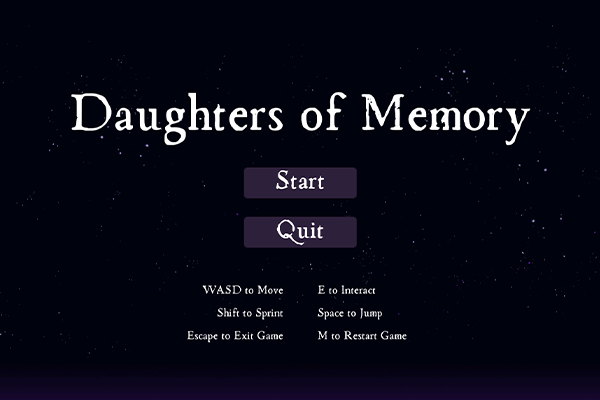 Daughters of Memory
Start
Quit
WASD to Move
E to Interact
Shift to Sprint
Space to Jump
Escape to Exit Game
M to Restart Game